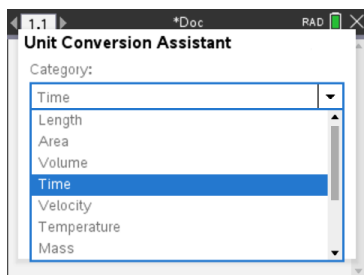 1.1 *Doc RAD
Unit Conversion Assistant
Category:
Time
Length
Area
Volume
Time
Velocity
Temperature
Mass